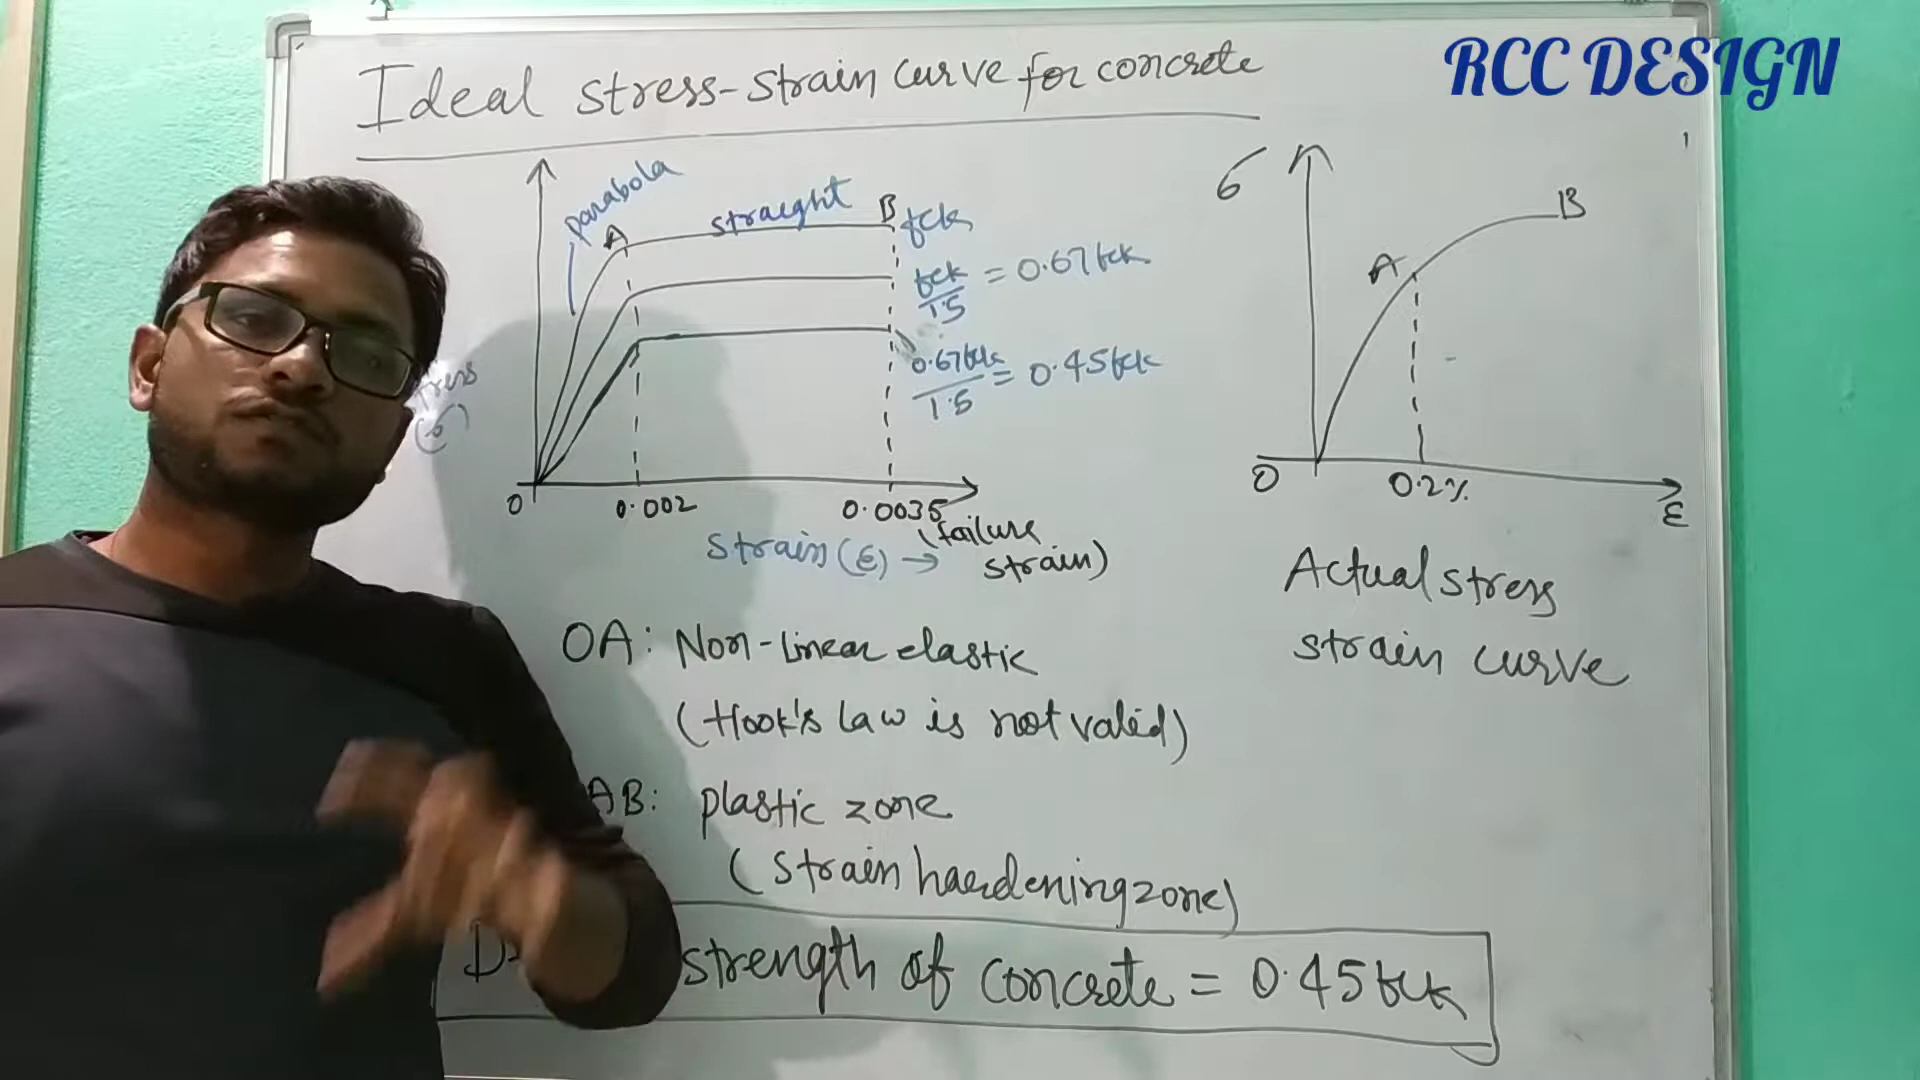 RCC DESIGN
Ideal stress-strain curve for concrete
parabola
A
straight
B
fck
fck/1.5 = 0.67fck
0.67fck/1.5 = 0.45fck
(σ)
0
0.002
0.0035
(failure
strain)
Strain (ε) →
σ
A
B
O
0.2%
ε
Actual stress
strain curve
OA: Non-Linear elastic
(Hook's law is not valid)
AB: plastic zone
(Strain haedening zone)
strength of concrete = 0.45fck